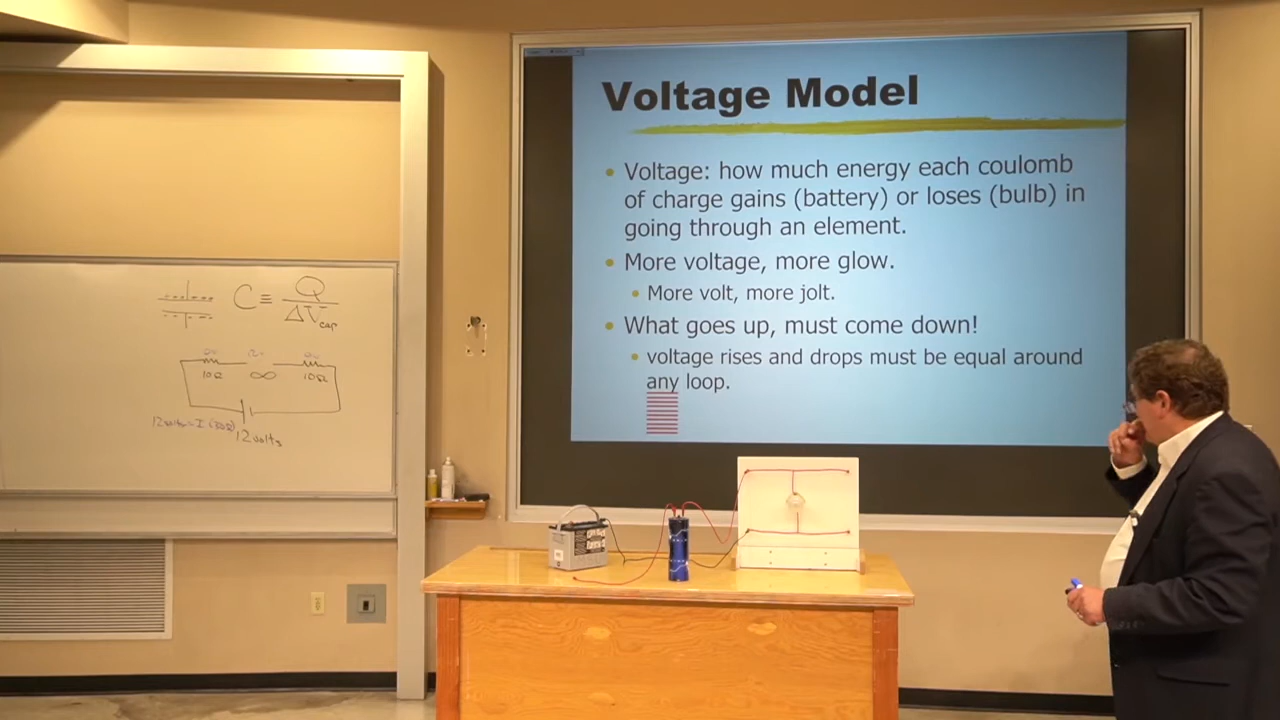 Voltage Model
• Voltage: how much energy each coulomb
of charge gains (battery) or loses (bulb) in
going through an element.
• More voltage, more glow.
• More volt, more jolt.
• What goes up, must come down!
• voltage rises and drops must be equal around
any loop.
C ≡ Q / ΔV cap
10Ω ∞ 10Ω
12 volts